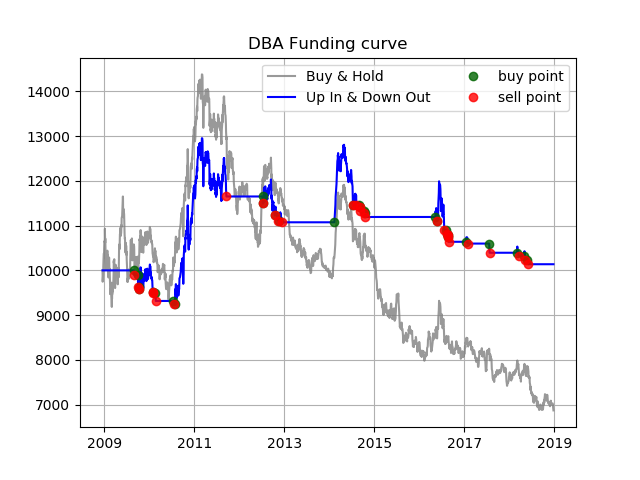 DBA Funding curve
Buy & Hold
Up In & Down Out
buy point
sell point
14000
13000
12000
11000
10000
9000
8000
7000
2009 2011 2013 2015 2017 2019